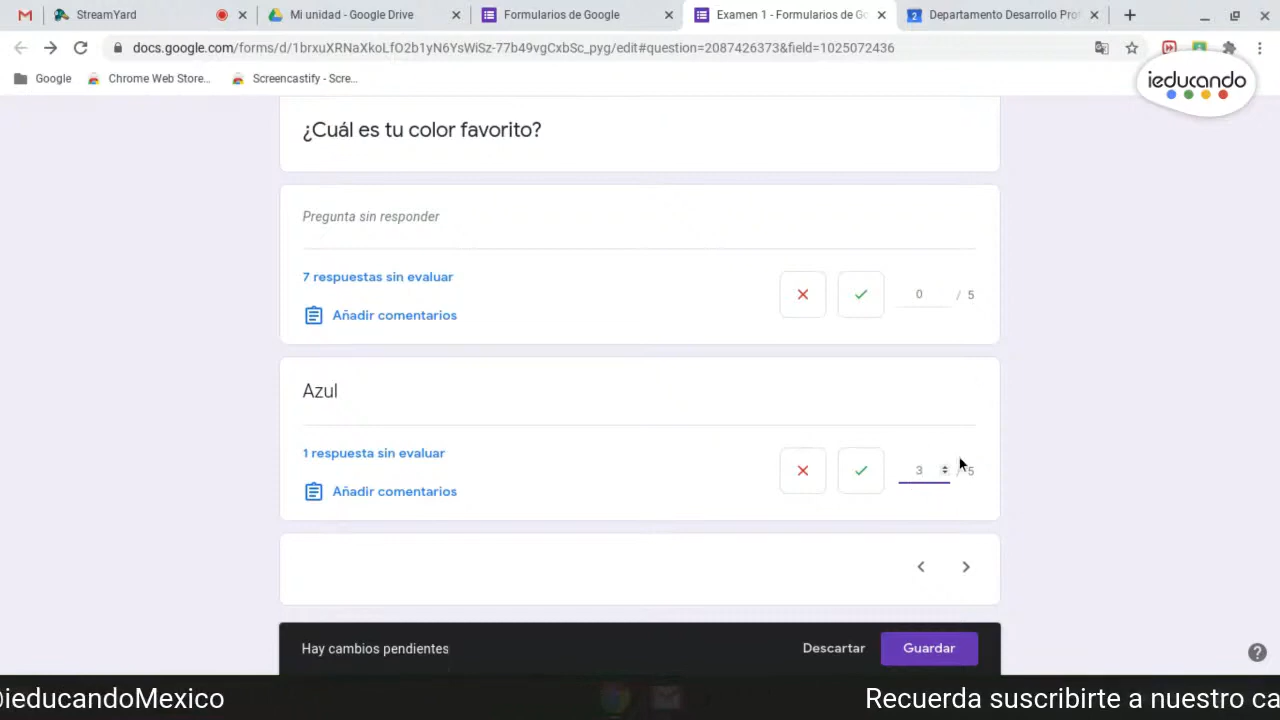 StreamYard
Mi unidad - Google Drive
Formularios de Google
Examen 1 - Formularios de Go
Departamento Desarrollo Prof
docs.google.com/forms/d/1brxuXRNaXkoLfO2b1yN6YsWiSz-77b49vgCxbSc_pyg/edit#question=2087426373&field=1025072436
Google
Chrome Web Store...
Screencastify - Scre...
ieducando
¿Cuál es tu color favorito?
Pregunta sin responder
7 respuestas sin evaluar
0 / 5
Añadir comentarios
Azul
1 respuesta sin evaluar
3 / 5
Añadir comentarios
Hay cambios pendientes
Descartar
Guardar
@ieducandoMexico
Recuerda suscribirte a nuestro ca